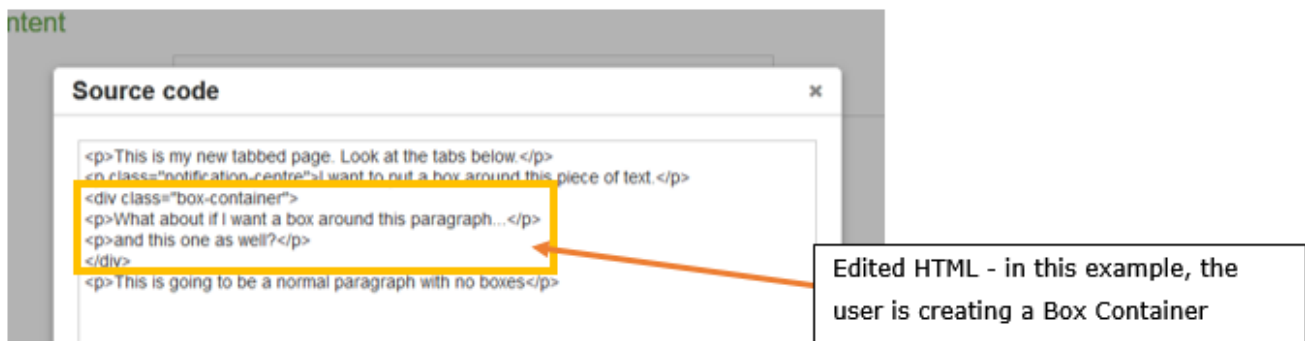 ntent
Source code ×
<p>This is my new tabbed page. Look at the tabs below.</p>
<p class="notification-centre">I want to put a box around this piece of text.</p>
<div class="box-container">
<p>What about if I want a box around this paragraph...</p>
<p>and this one as well?</p>
</div>
<p>This is going to be a normal paragraph with no boxes</p>
Edited HTML - in this example, the
user is creating a Box Container